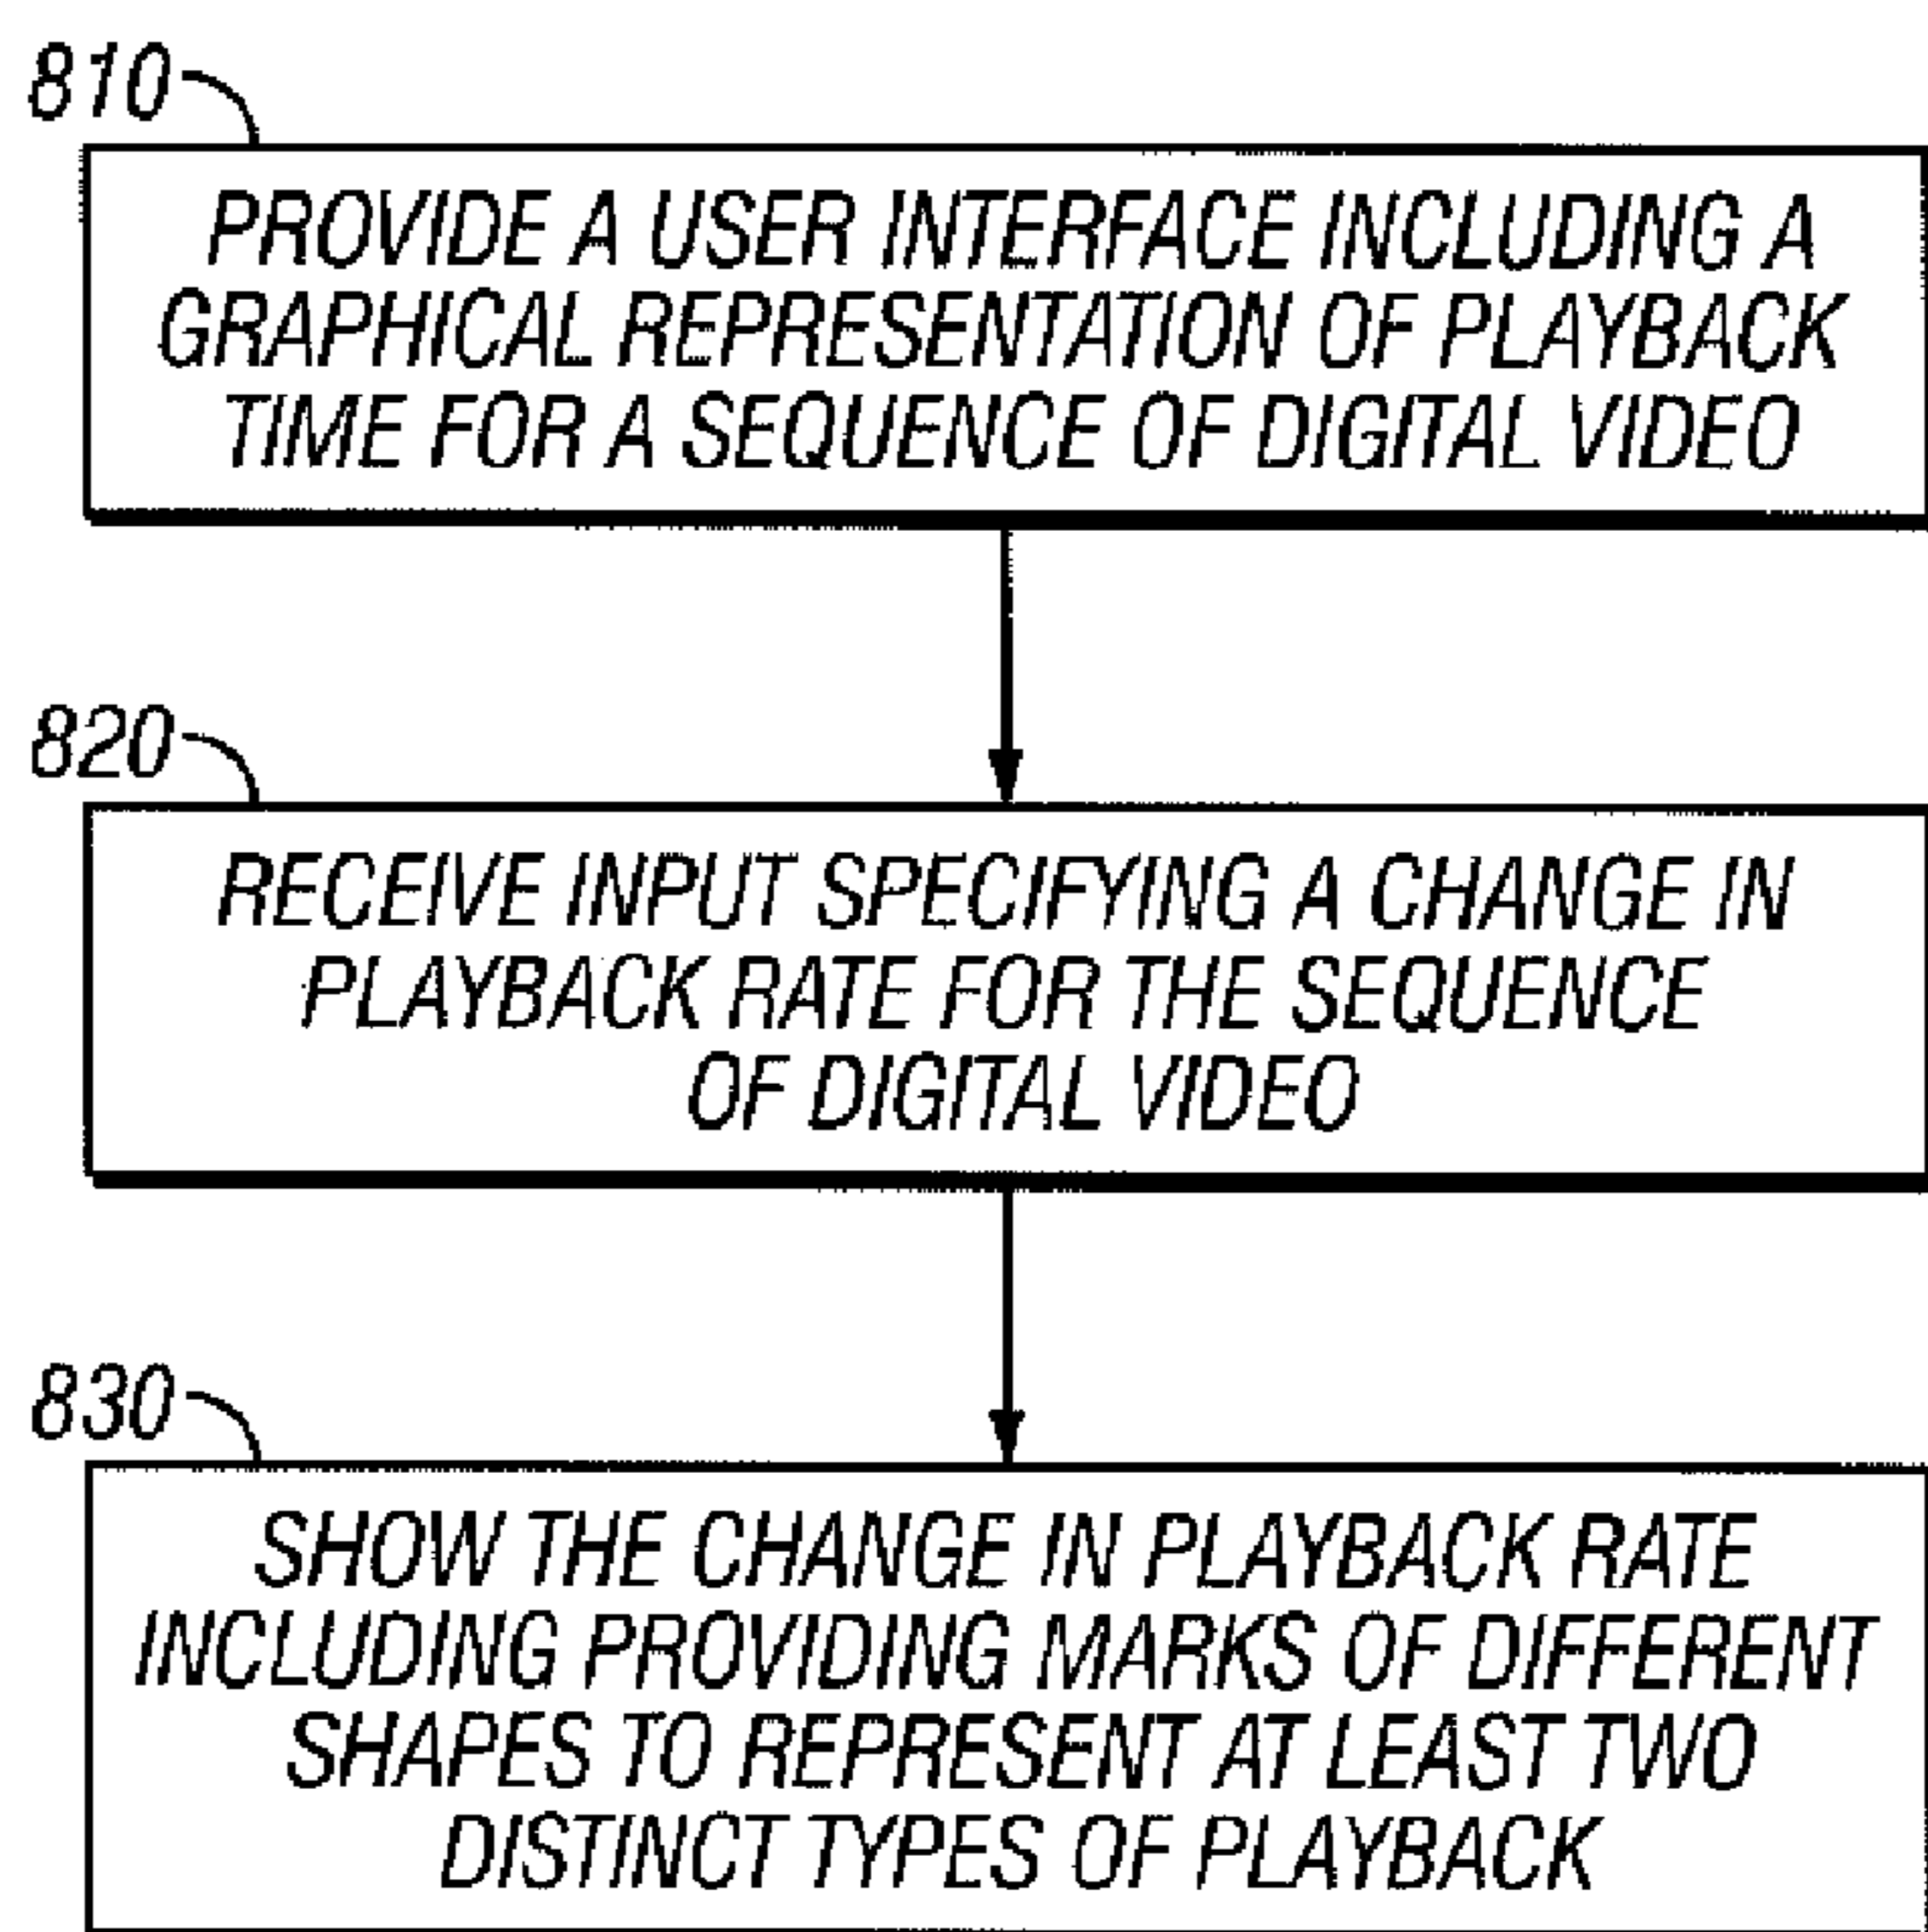 810
PROVIDE A USER INTERFACE INCLUDING A
GRAPHICAL REPRESENTATION OF PLAYBACK
TIME FOR A SEQUENCE OF DIGITAL VIDEO
820
RECEIVE INPUT SPECIFYING A CHANGE IN
PLAYBACK RATE FOR THE SEQUENCE
OF DIGITAL VIDEO
830
SHOW THE CHANGE IN PLAYBACK RATE
INCLUDING PROVIDING MARKS OF DIFFERENT
SHAPES TO REPRESENT AT LEAST TWO
DISTINCT TYPES OF PLAYBACK